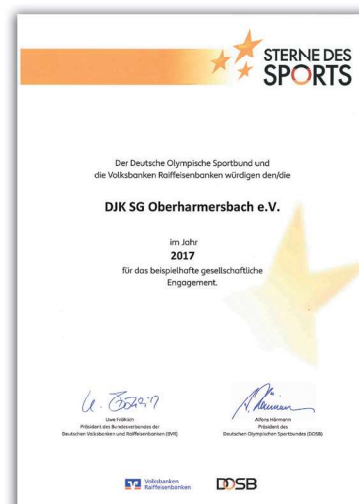 STERNE DES
SPORTS
Der Deutsche Olympische Sportbund und
die Volksbanken Raiffeisenbanken würdigen den/die
DJK SG Oberharmersbach e.V.
im Jahr
2017
für das beispielhafte gesellschaftliche
Engagement.
Uwe Fröhlich
Präsident des Bundesverbandes der
Deutschen Volksbanken und Raiffeisenbanken (BVR)
Alfons Hörmann
Präsident des
Deutschen Olympischen Sportbundes (DOSB)
Volksbanken
Raiffeisenbanken
DOSB